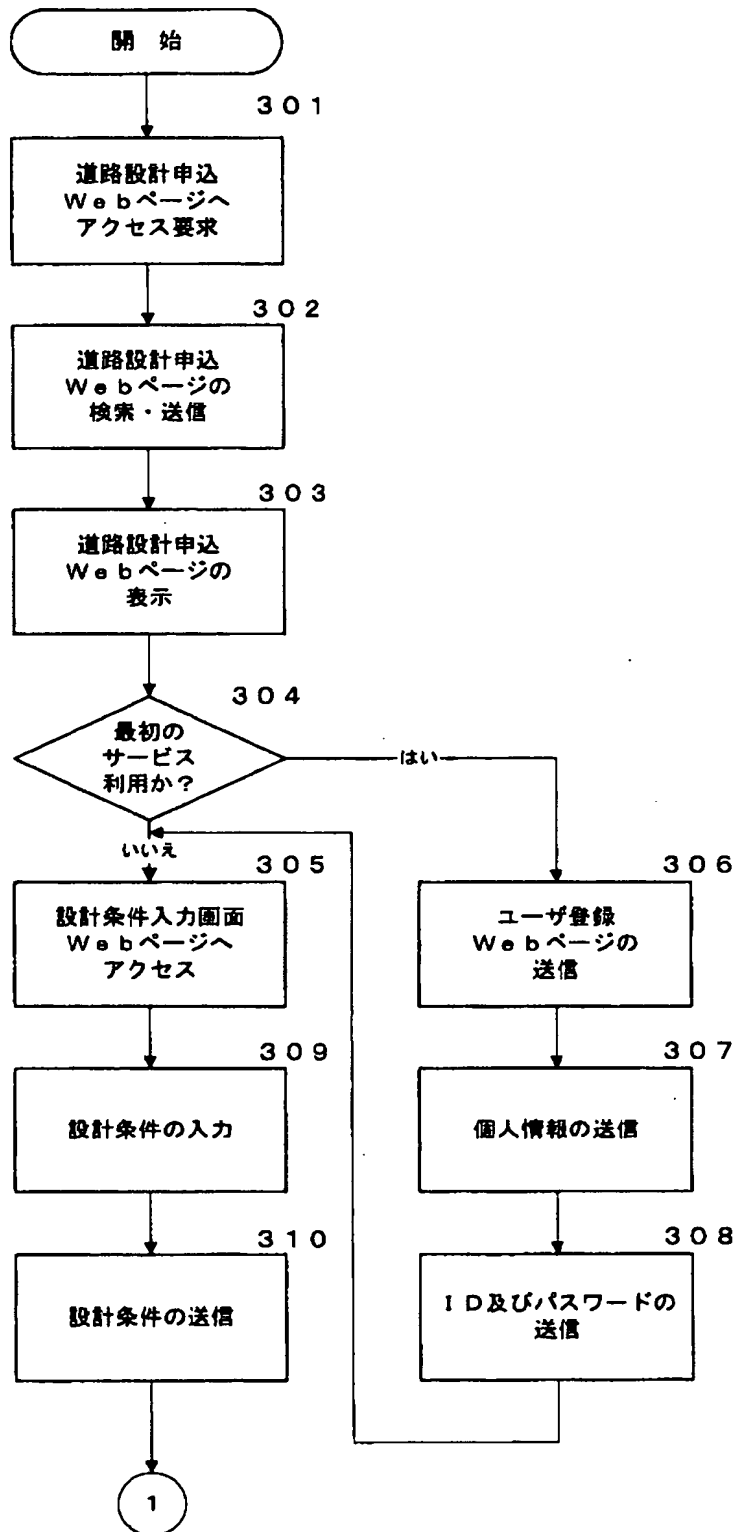 開 始
301
道路設計申込
Webページへ
アクセス要求
302
道路設計申込
Webページの
検索・送信
303
道路設計申込
Webページの
表示
304
最初の
サービス
利用か？
はい
いいえ
305
設計条件入力画面
Webページへ
アクセス
306
ユーザ登録
Webページの
送信
309
設計条件の入力
307
個人情報の送信
310
設計条件の送信
308
ID及びパスワードの
送信
1